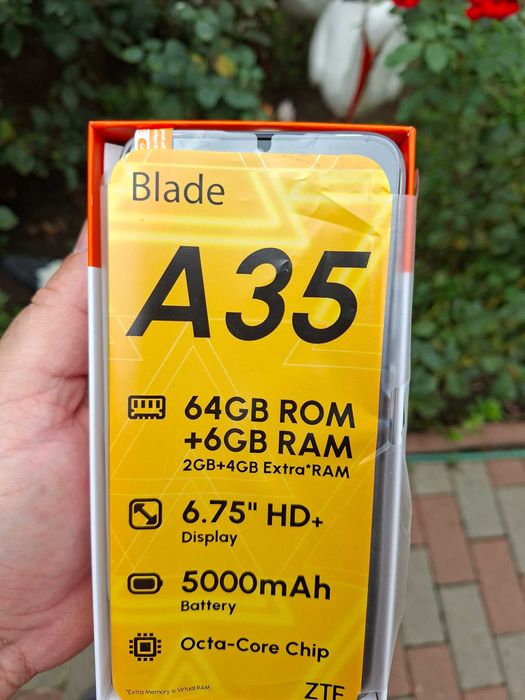 Blade
A35
64GB ROM
+6GB RAM
2GB+4GB Extra*RAM
6.75" HD+
Display
5000mAh
Battery
Octa-Core Chip
*Extra Memory is Virtual RAM
ZTE